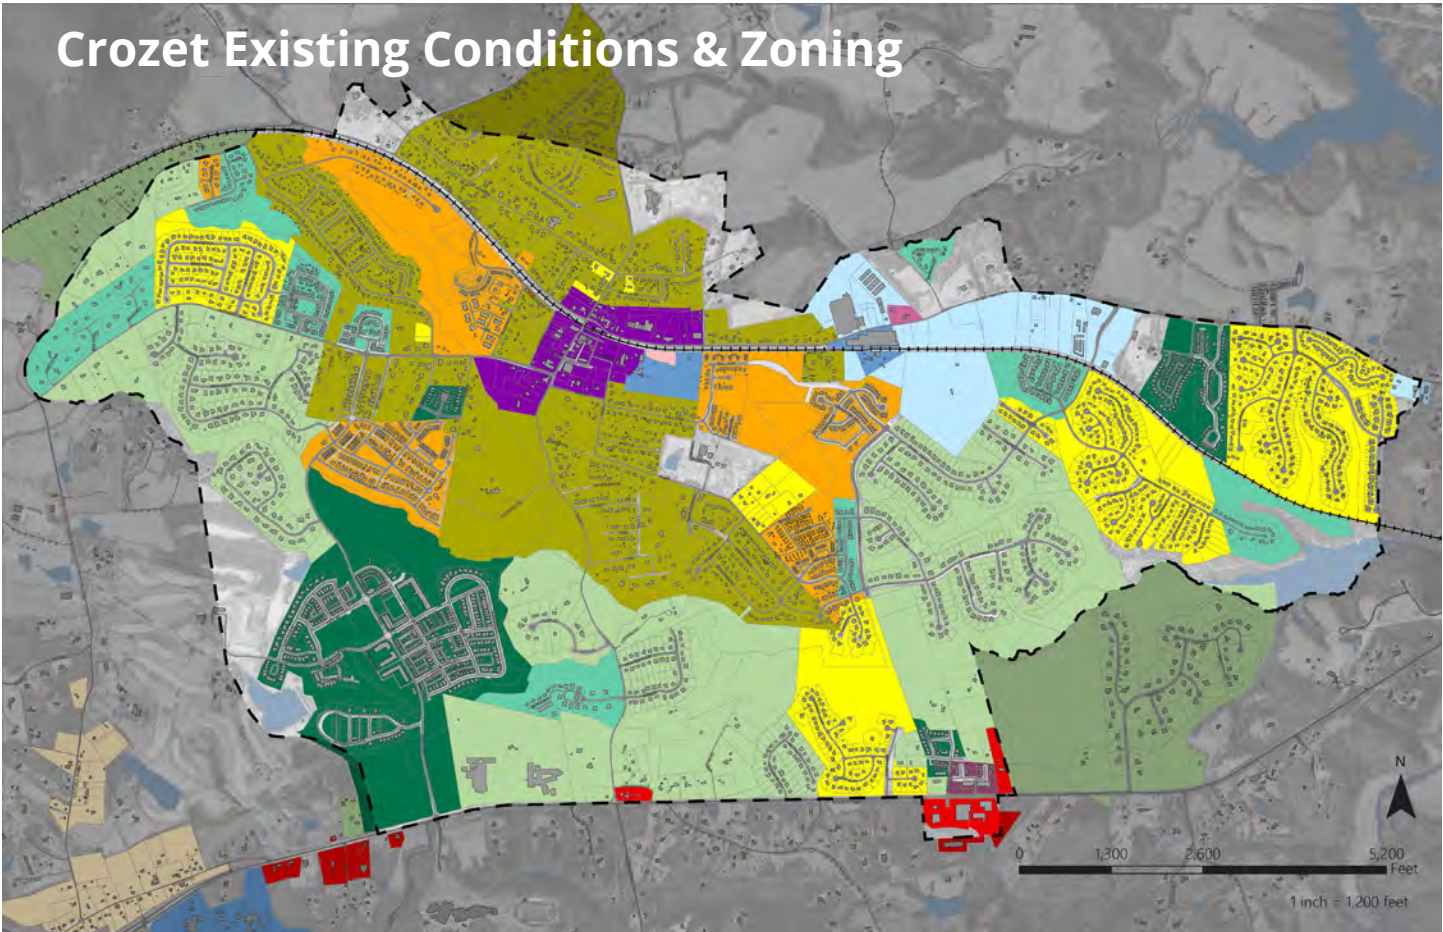 Crozet Existing Conditions & Zoning
N
0 1,300 2,600 5,200
Feet
1 inch = 1,200 feet